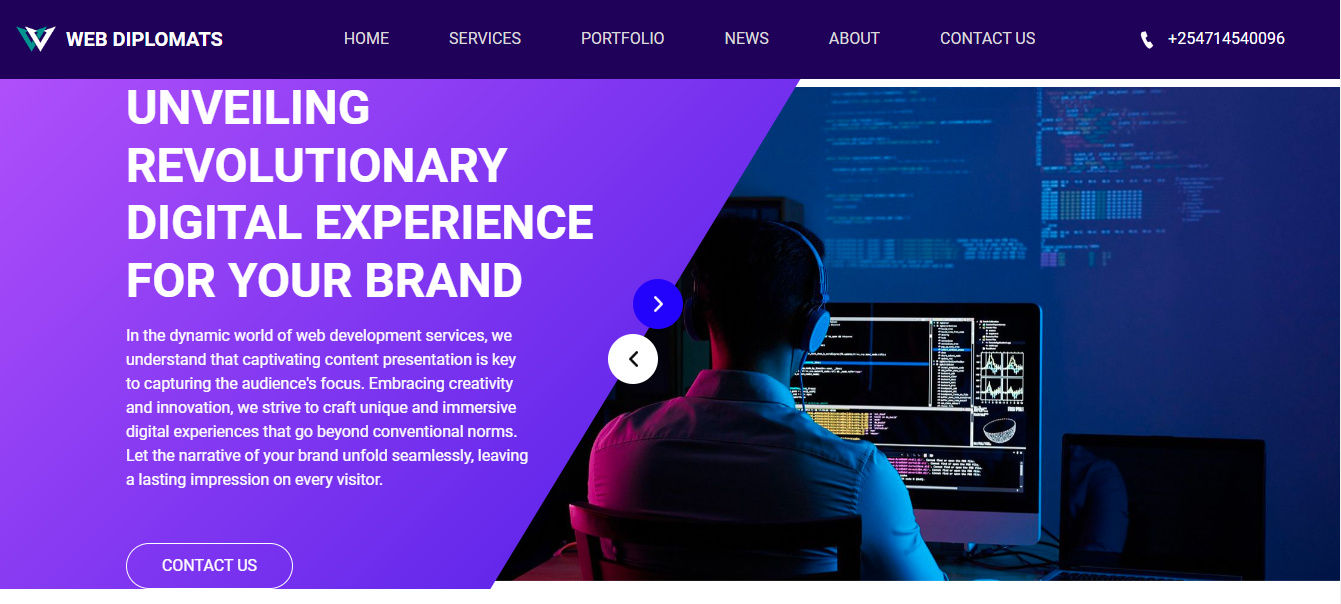 WEB DIPLOMATS
HOME
SERVICES
PORTFOLIO
NEWS
ABOUT
CONTACT US
+254714540096
UNVEILING
REVOLUTIONARY
DIGITAL EXPERIENCE
FOR YOUR BRAND
In the dynamic world of web development services, we
understand that captivating content presentation is key
to capturing the audience's focus. Embracing creativity
and innovation, we strive to craft unique and immersive
digital experiences that go beyond conventional norms.
Let the narrative of your brand unfold seamlessly, leaving
a lasting impression on every visitor.
CONTACT US